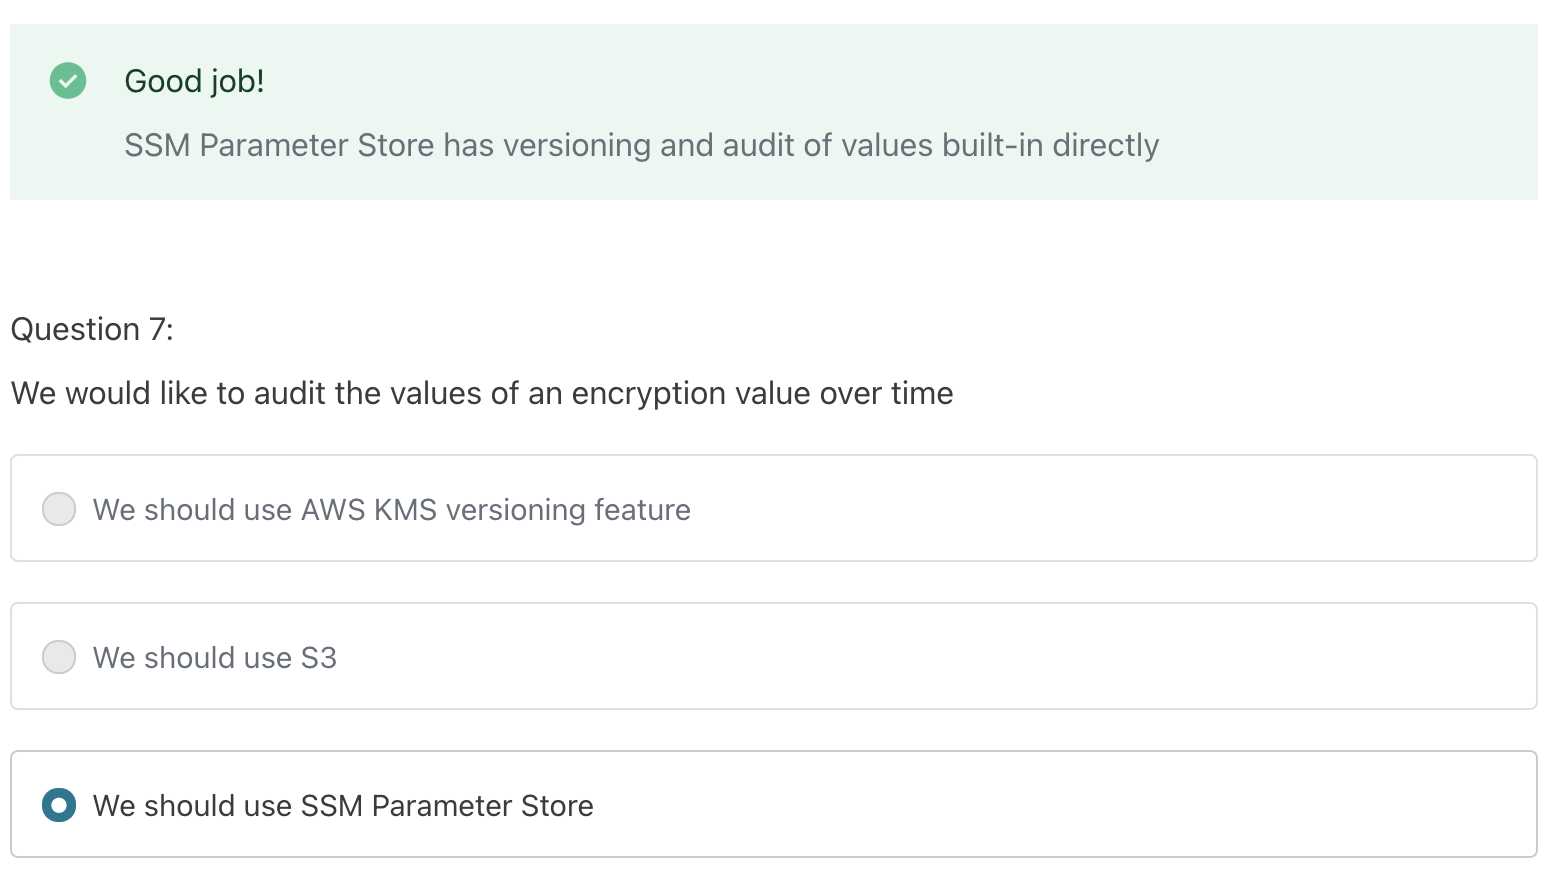 Good job!
SSM Parameter Store has versioning and audit of values built-in directly
Question 7:
We would like to audit the values of an encryption value over time
We should use AWS KMS versioning feature
We should use S3
We should use SSM Parameter Store